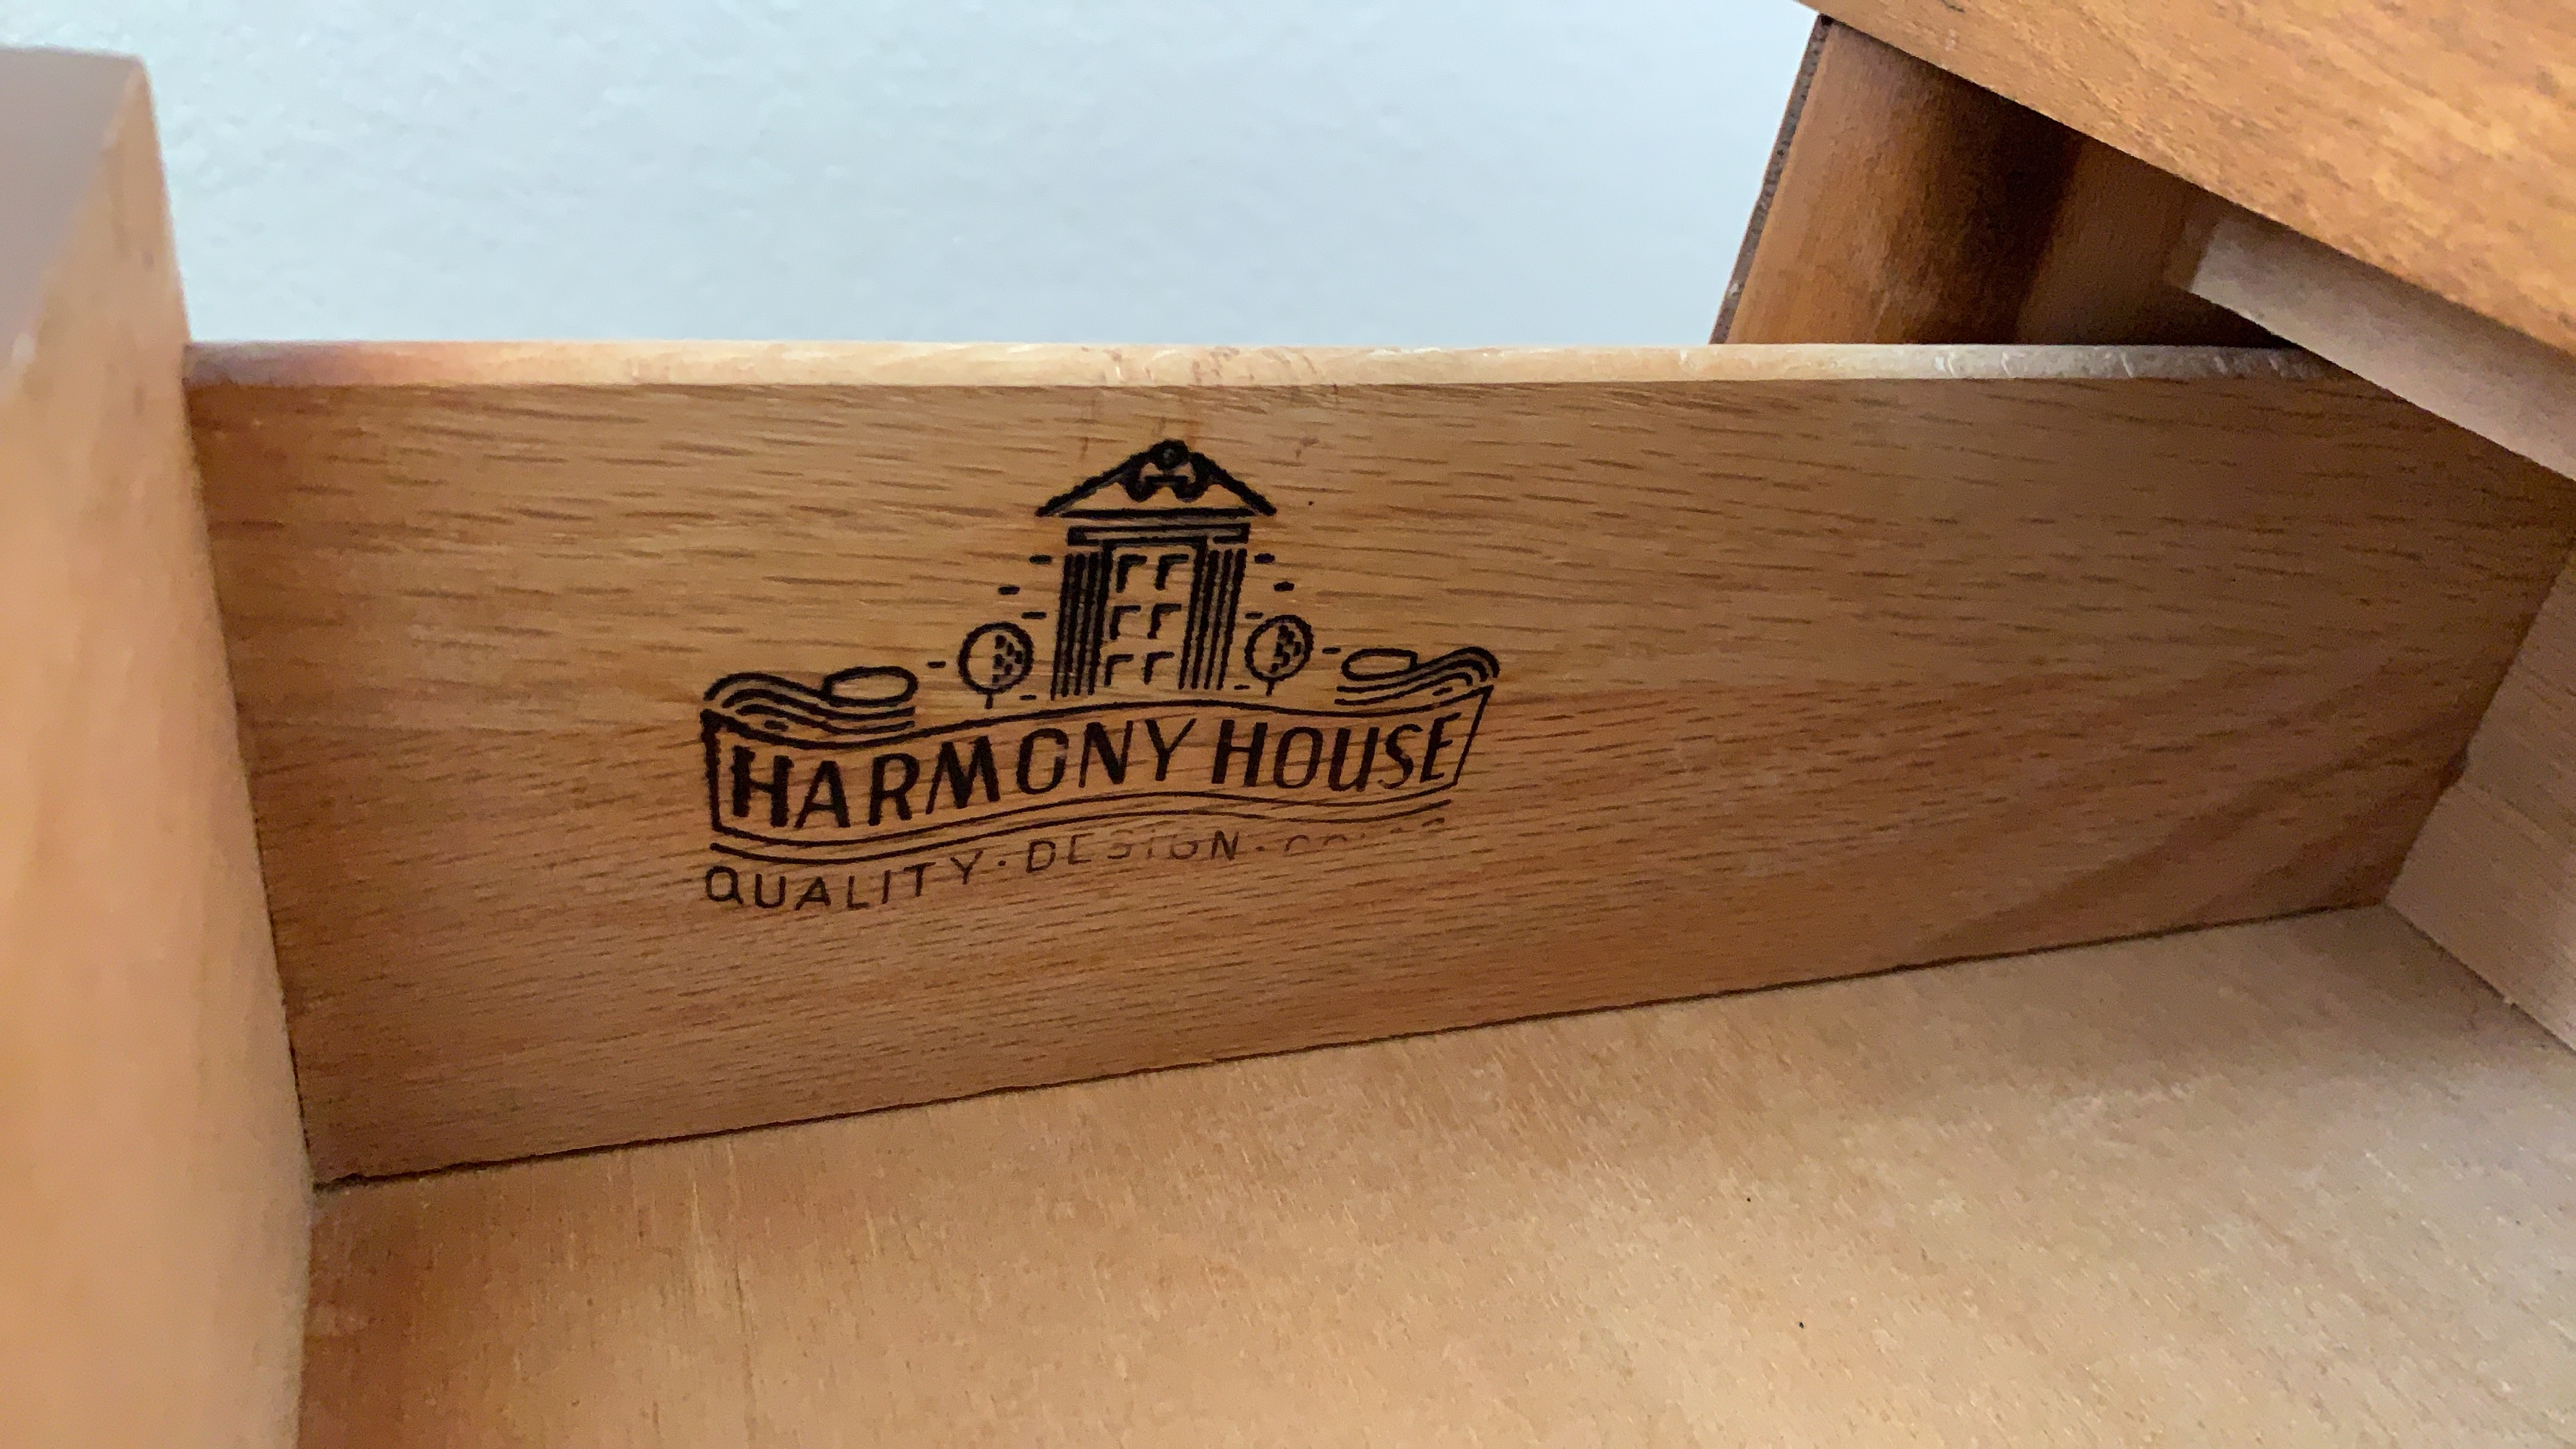 HARMONY HOUSE
QUALITY · DESIGN ·